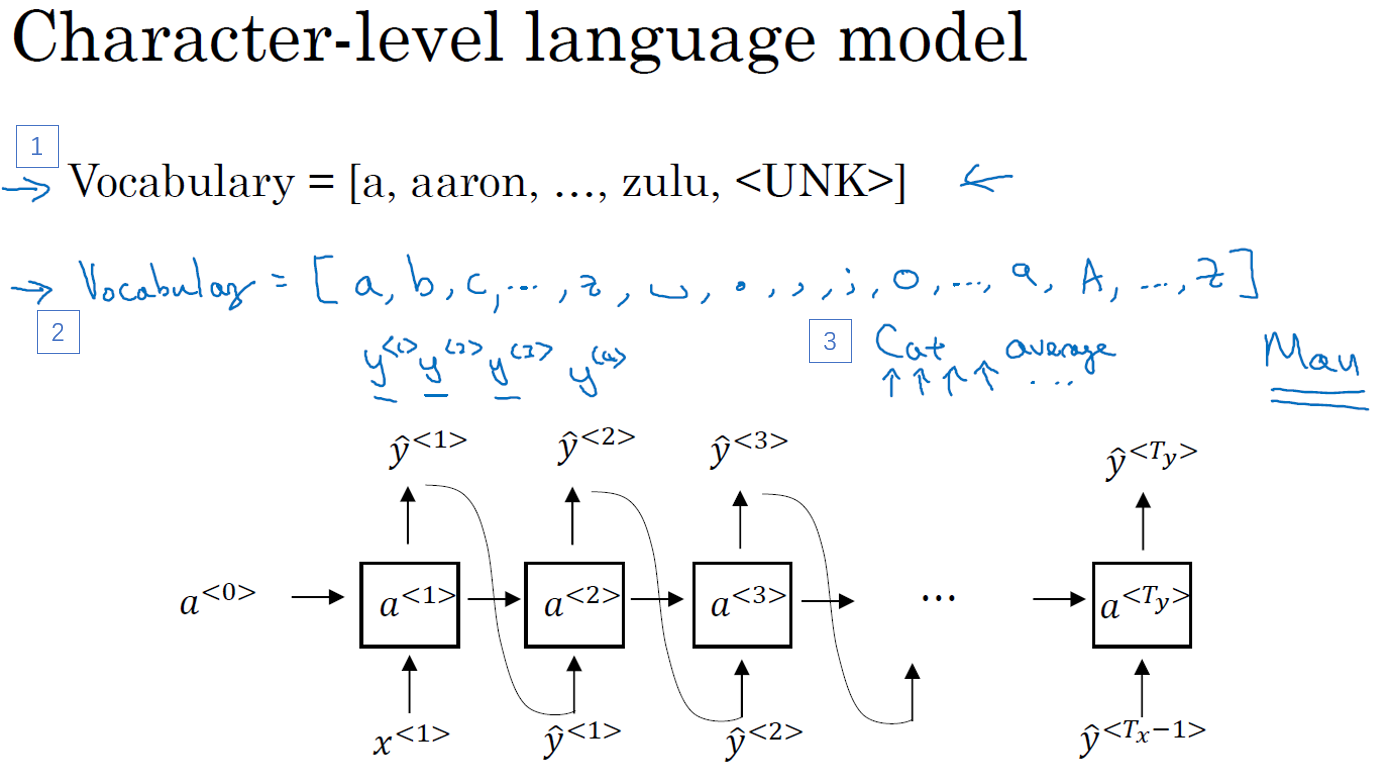 Character-level language model
1
→ Vocabulary = [a, aaron, …, zulu, <UNK>] ←
→ Vocabulary = [a, b, c, ..., z, ␣, ., ,, ;, 0, ..., 9, A, ..., Z]
2
y<1> y<2> y<3> y<4>
3
Cat average
↑ ↑ ↑ ↑ ...
Mau
ŷ<1> ŷ<2> ŷ<3> ŷ<Ty>
a<0> a<1> a<2> a<3> ⋯ a<Ty>
x<1> ŷ<1> ŷ<2> ŷ<Tx−1>